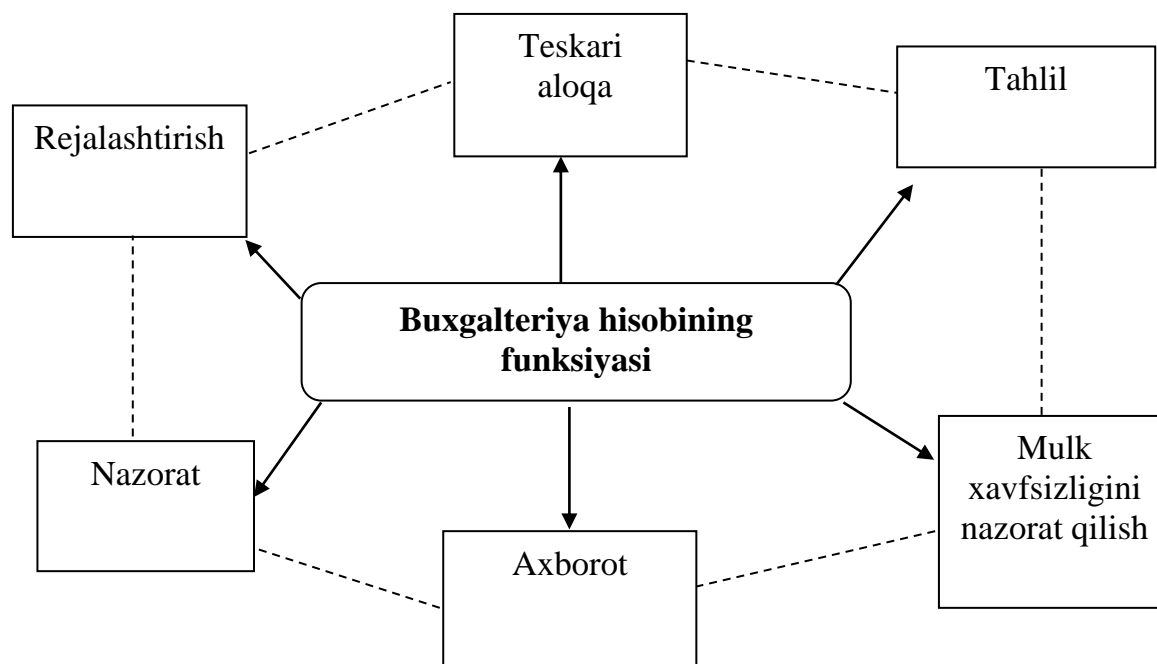 Teskari
aloqa
Tahlil
Rejalashtirish
Buxgalteriya hisobining
funksiyasi
Nazorat
Mulk
xavfsizligini
nazorat qilish
Axborot